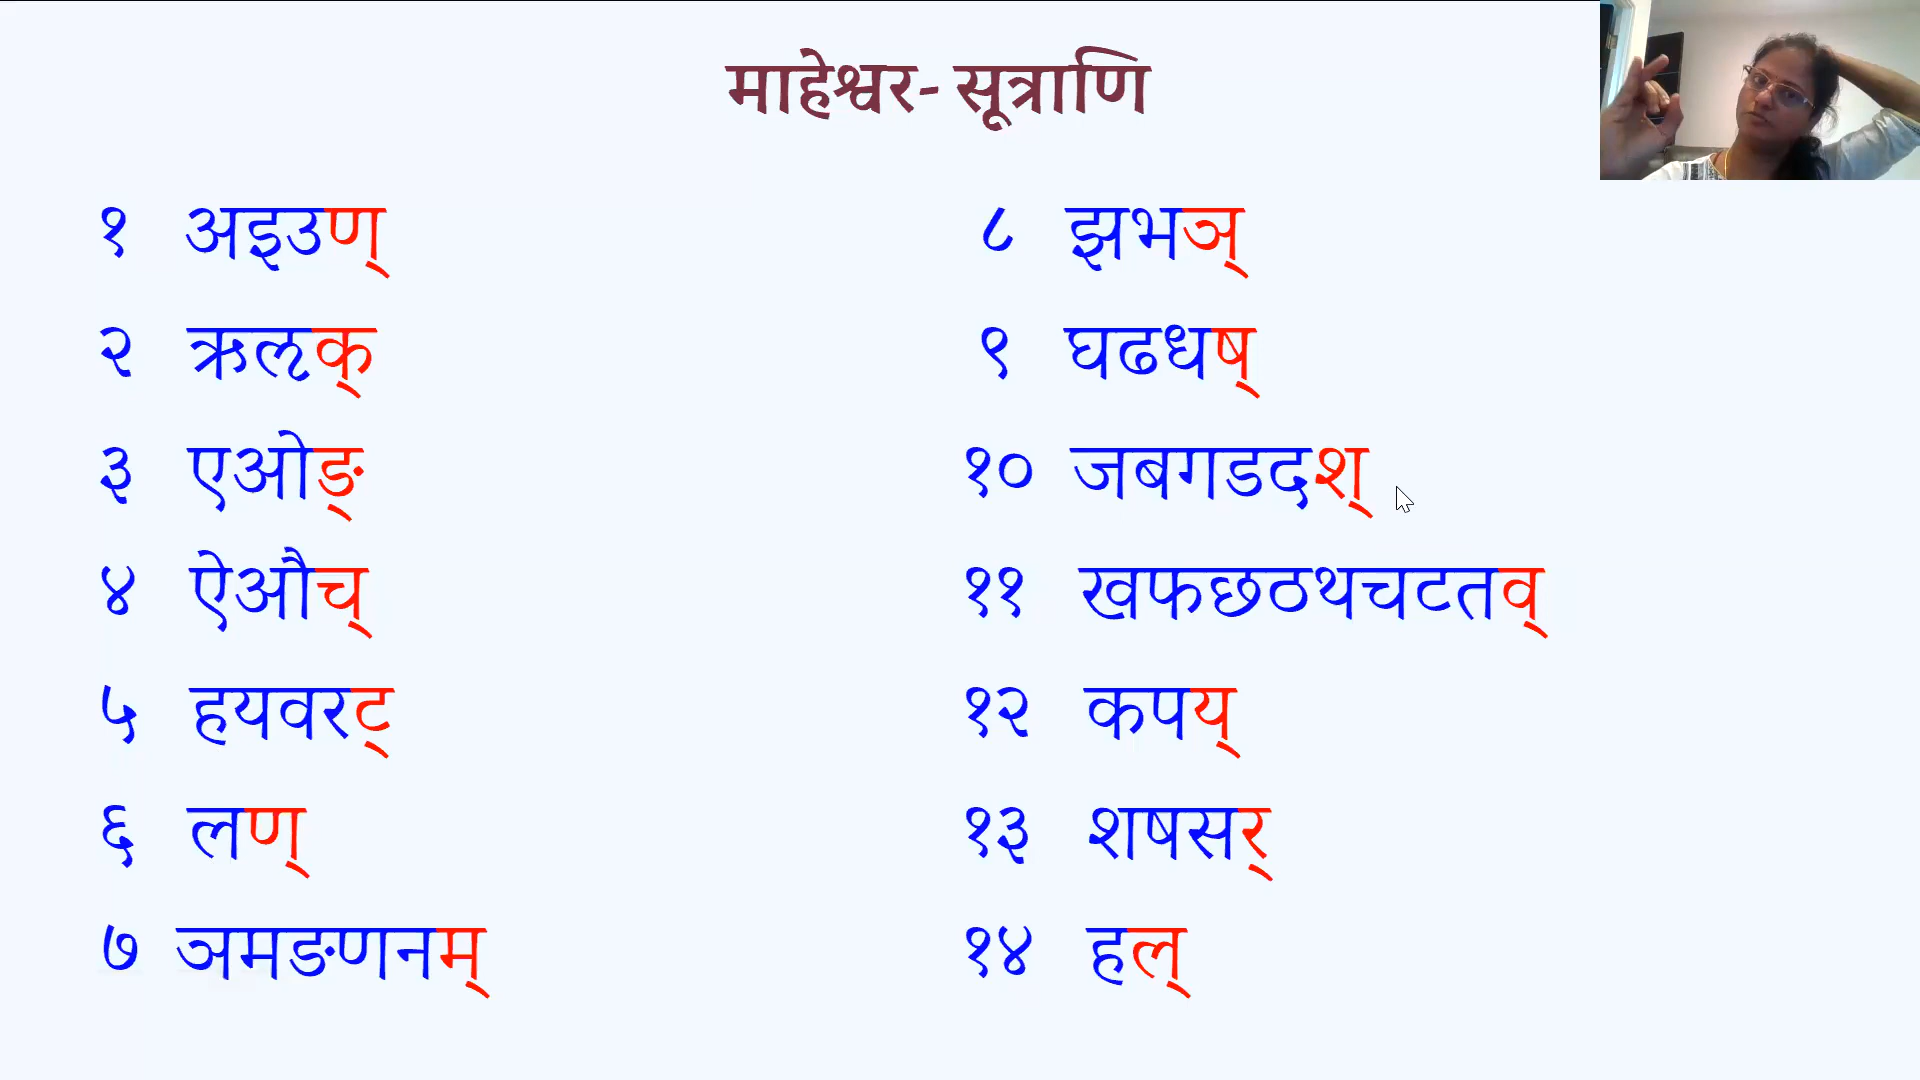 माहेश्वर- सूत्राणि
१ अइउण्
२ ऋलृक्
३ एओङ्
४ ऐऔच्
५ हयवरट्
६ लण्
७ ञमङणनम्
८ झभञ्
९ घढधष्
१० जबगडदश्
११ खफछठथचटतव्
१२ कपय्
१३ शषसर्
१४ हल्